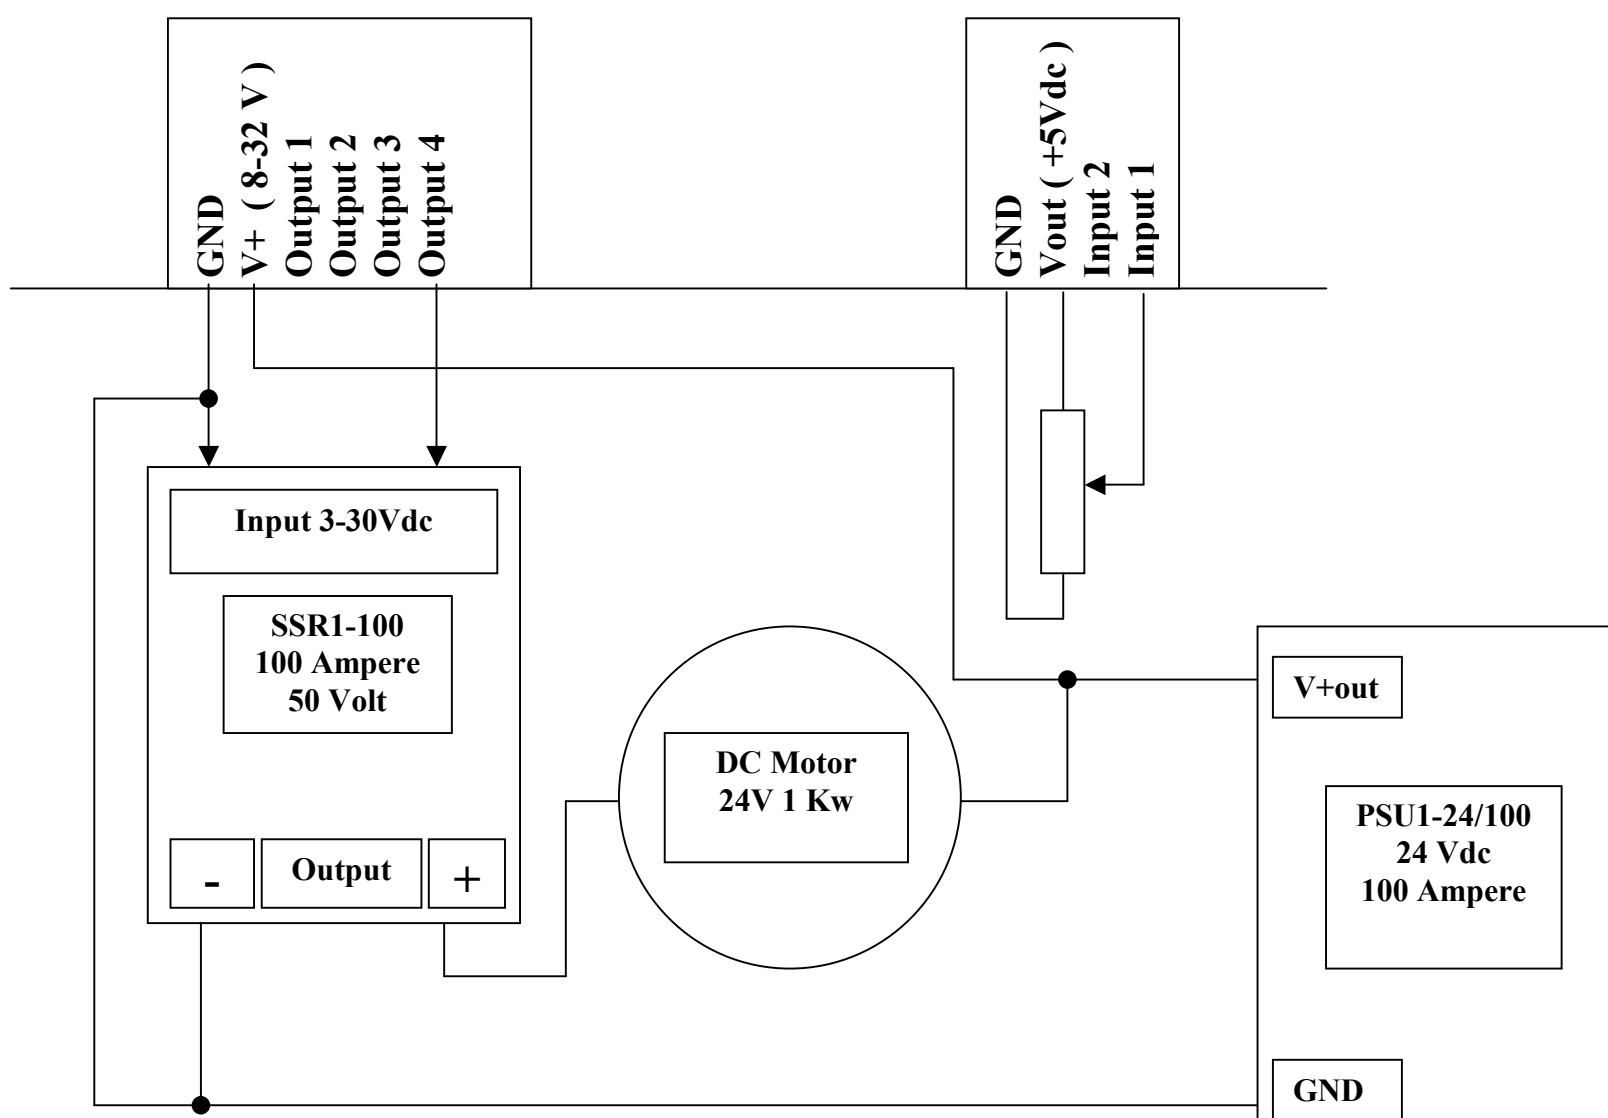 GND
V+ ( 8-32 V )
Output 1
Output 2
Output 3
Output 4
GND
Vout ( +5Vdc )
Input 2
Input 1
Input 3-30Vdc
SSR1-100
100 Ampere
50 Volt
- Output +
DC Motor
24V 1 Kw
V+out
PSU1-24/100
24 Vdc
100 Ampere
GND